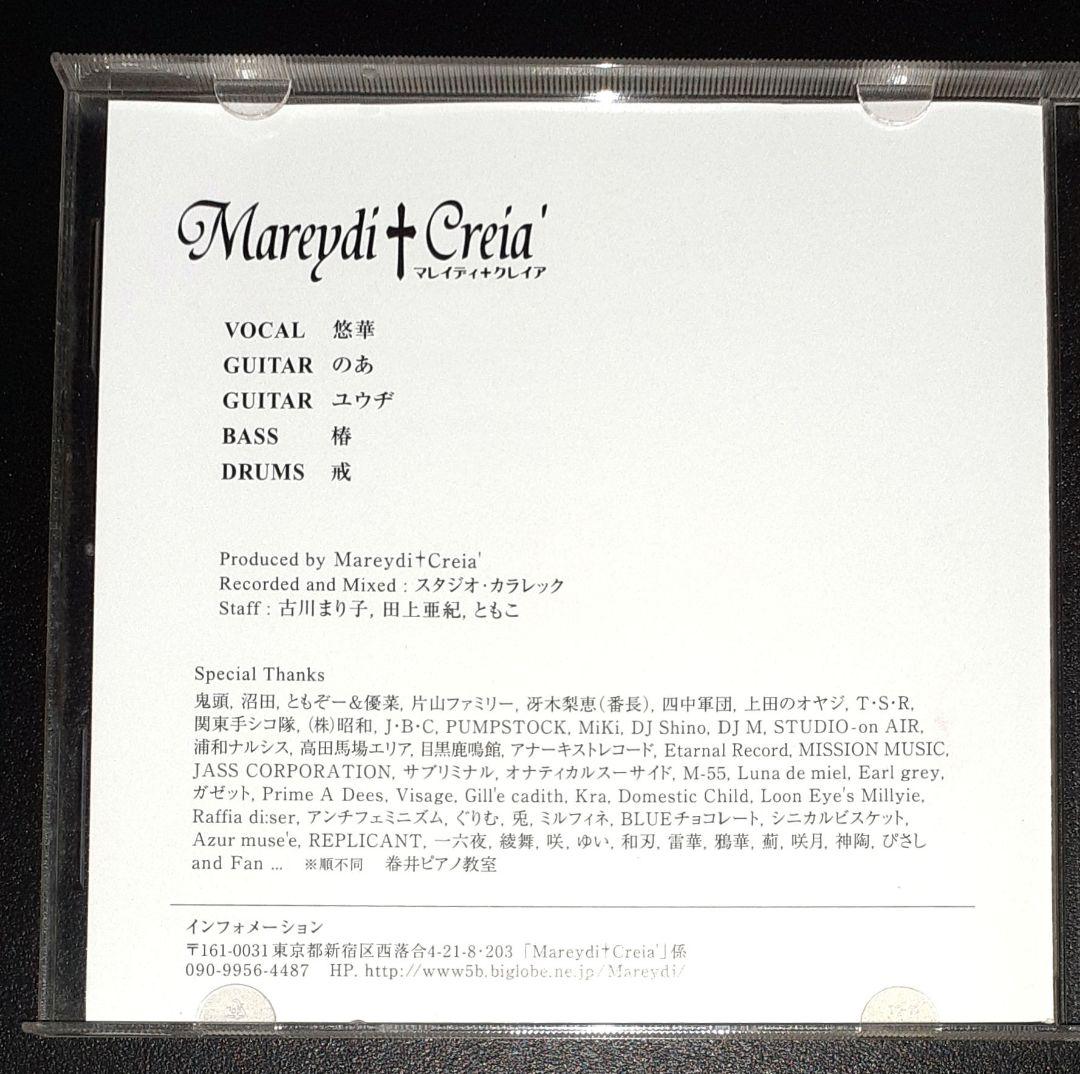 Mareydi†Creia'
マレイディ†クレイア
VOCAL 悠華
GUITAR のあ
GUITAR ユウヂ
BASS 椿
DRUMS 戒
Produced by Mareydi†Creia'
Recorded and Mixed : スタジオ・カラレック
Staff : 古川まり子, 田上亜紀, ともこ
Special Thanks
鬼頭, 沼田, ともぞー＆優菜, 片山ファミリー, 冴木梨恵(番長), 四中軍団, 上田のオヤジ, T・S・R,
関東手シコ隊, (株)昭和, J・B・C, PUMPSTOCK, MiKi, DJ Shino, DJ M, STUDIO-on AIR,
浦和ナルシス, 高田馬場エリア, 目黒鹿鳴館, アナーキストレコード, Etarnal Record, MISSION MUSIC,
JASS CORPORATION, サブリミナル, オナティカルスーサイド, M-55, Luna de miel, Earl grey,
ガゼット, Prime A Dees, Visage, Gill'e cadith, Kra, Domestic Child, Loon Eye's Millyie,
Raffia di:ser, アンチフェミニズム, ぐりむ, 兎, ミルフィネ, BLUEチョコレート, シニカルビスケット,
Azur muse'e, REPLICANT, 一六夜, 綾舞, 咲, ゆい, 和刃, 雷華, 鴉華, 薊, 咲月, 神陶, ぴさし
and Fan ... ※順不同 巻井ピアノ教室
インフォメーション
〒161-0031 東京都新宿区西落合4-21-8・203 「Mareydi†Creia'」係
090-9956-4487 HP. http://www5b.biglobe.ne.jp/Mareydi/